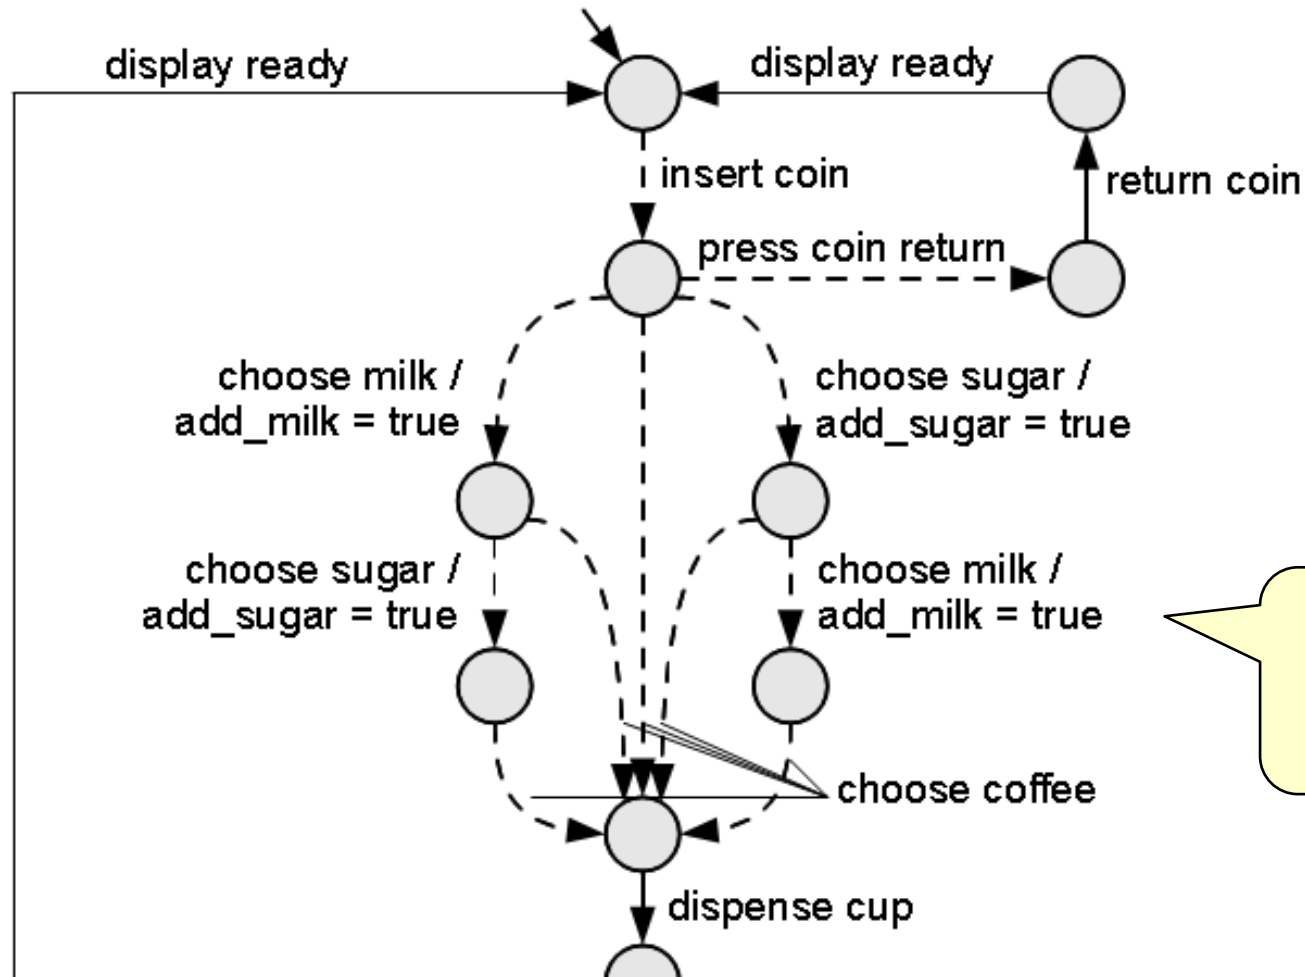 display ready
display ready
insert coin
return coin
press coin return
choose milk /
add_milk = true
choose sugar /
add_sugar = true
choose sugar /
add_sugar = true
choose milk /
add_milk = true
choose coffee
dispense cup